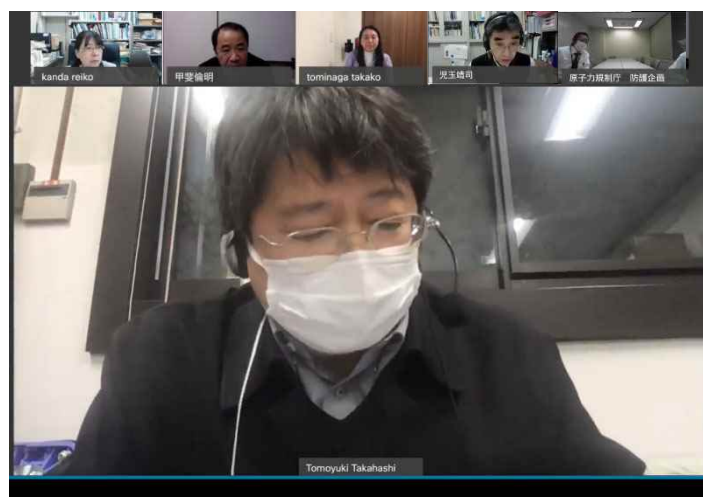 kanda reiko
甲斐倫明
tominaga takako
児玉靖司
原子力規制庁 防護企画
Tomoyuki Takahashi